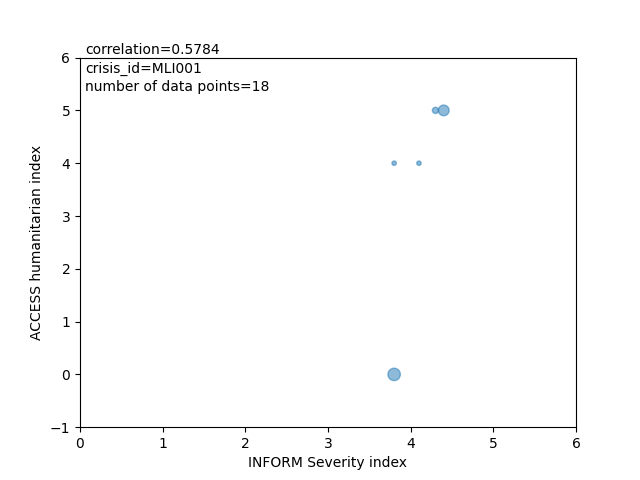 correlation=0.5784
crisis_id=MLI001
number of data points=18
6
5
4
3
2
1
0
−1
ACCESS humanitarian index
0 1 2 3 4 5 6
INFORM Severity index